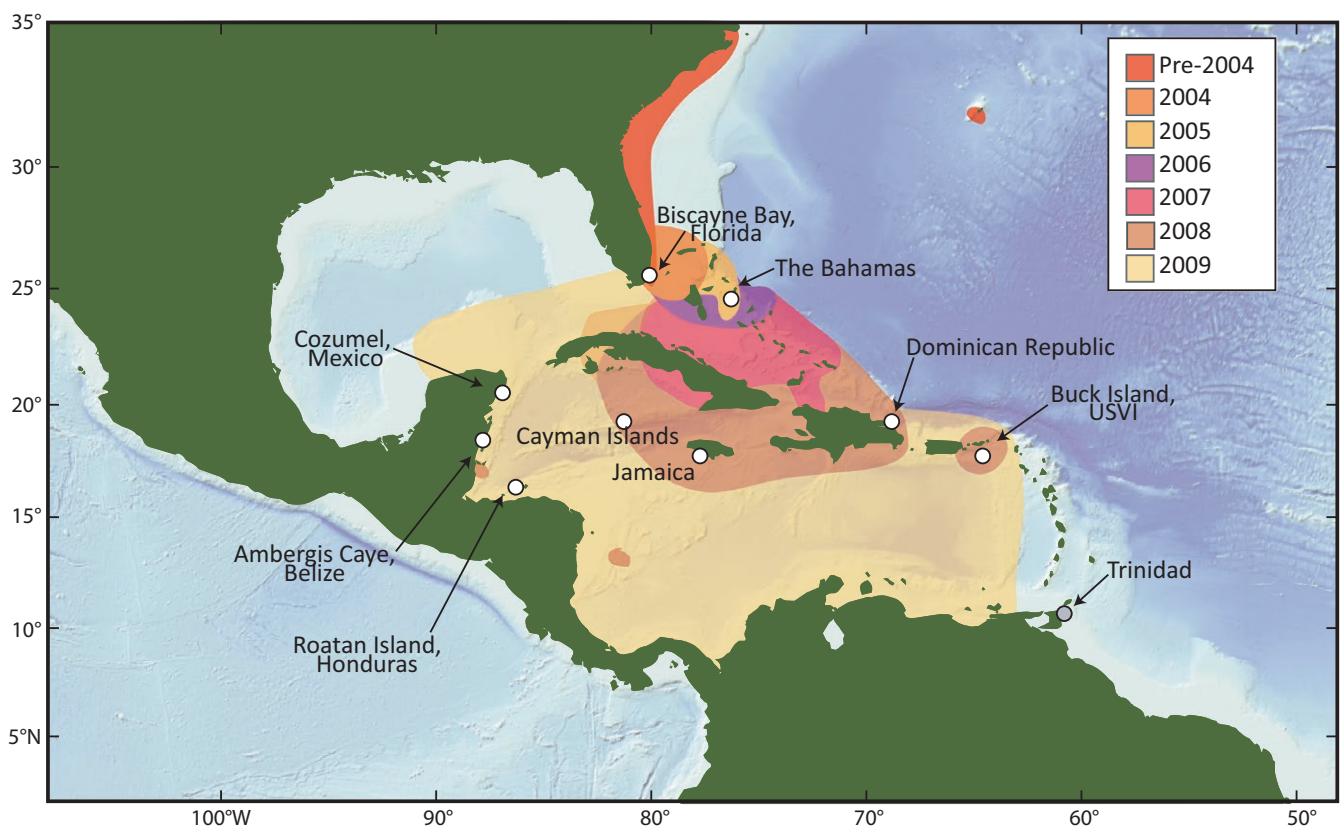 35°
30°
25°
20°
15°
10°
5°N
100°W
90°
80°
70°
60°
50°
Pre-2004
2004
2005
2006
2007
2008
2009
Biscayne Bay,
Florida
The Bahamas
Cozumel,
Mexico
Dominican Republic
Buck Island,
USVI
Cayman Islands
Jamaica
Ambergis Caye,
Belize
Trinidad
Roatan Island,
Honduras